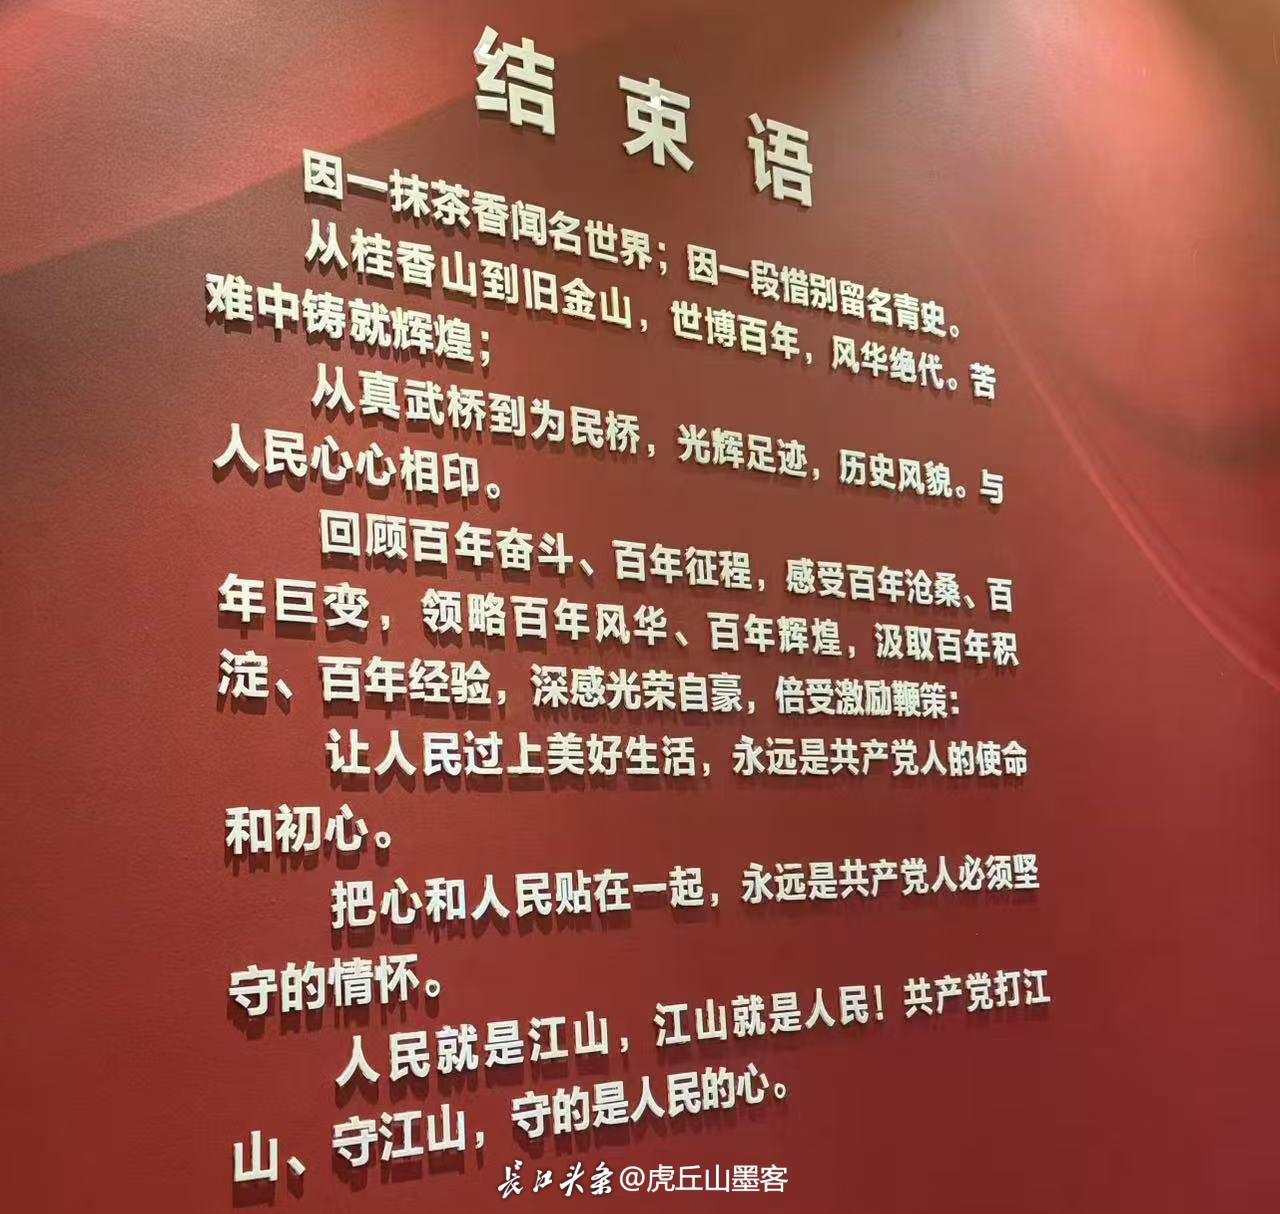 结束语
因一抹茶香闻名世界；因一段惜别留名青史。
从桂香山到旧金山，世博百年，风华绝代。苦
难中铸就辉煌；
从真武桥到为民桥，光辉足迹，历史风貌。与
人民心心相印。
回顾百年奋斗、百年征程，感受百年沧桑、百
年巨变，领略百年风华、百年辉煌，汲取百年积
淀、百年经验，深感光荣自豪，倍受激励鞭策：
让人民过上美好生活，永远是共产党人的使命
和初心。
把心和人民贴在一起，永远是共产党人必须坚
守的情怀。
人民就是江山，江山就是人民！共产党打江
山、守江山，守的是人民的心。
长江头条@虎丘山墨客